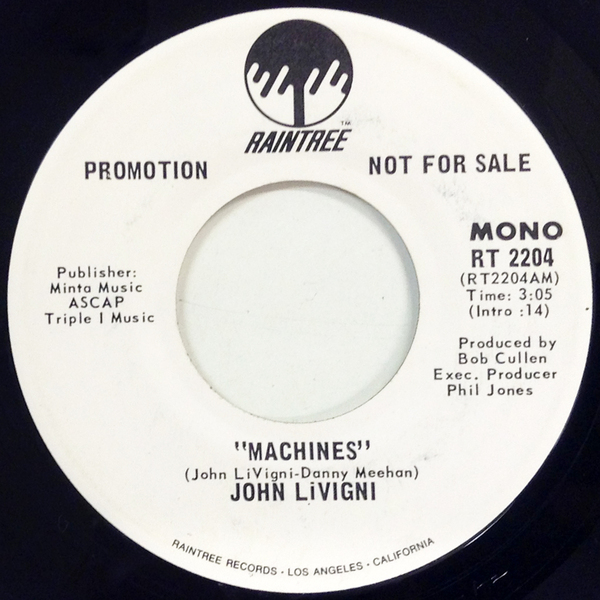 RAINTREE™
PROMOTION
NOT FOR SALE
MONO
RT 2204
(RT2204AM)
Time: 3:05
(Intro :14)
Publisher:
Minta Music
ASCAP
Triple I Music
Produced by
Bob Cullen
Exec. Producer
Phil Jones
"MACHINES"
(John LiVigni-Danny Meehan)
JOHN LiVIGNI
RAINTREE RECORDS • LOS ANGELES • CALIFORNIA